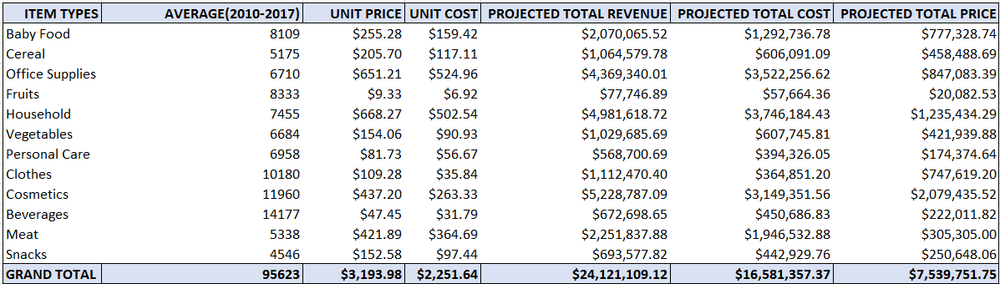 ITEM TYPES AVERAGE(2010-2017) UNIT PRICE UNIT COST PROJECTED TOTAL REVENUE PROJECTED TOTAL COST PROJECTED TOTAL PRICE
Baby Food 8109 $255.28 $159.42 $2,070,065.52 $1,292,736.78 $777,328.74
Cereal 5175 $205.70 $117.11 $1,064,579.78 $606,091.09 $458,488.69
Office Supplies 6710 $651.21 $524.96 $4,369,340.01 $3,522,256.62 $847,083.39
Fruits 8333 $9.33 $6.92 $77,746.89 $57,664.36 $20,082.53
Household 7455 $668.27 $502.54 $4,981,618.72 $3,746,184.43 $1,235,434.29
Vegetables 6684 $154.06 $90.93 $1,029,685.69 $607,745.81 $421,939.88
Personal Care 6958 $81.73 $56.67 $568,700.69 $394,326.05 $174,374.64
Clothes 10180 $109.28 $35.84 $1,112,470.40 $364,851.20 $747,619.20
Cosmetics 11960 $437.20 $263.33 $5,228,787.09 $3,149,351.56 $2,079,435.52
Beverages 14177 $47.45 $31.79 $672,698.65 $450,686.83 $222,011.82
Meat 5338 $421.89 $364.69 $2,251,837.88 $1,946,532.88 $305,305.00
Snacks 4546 $152.58 $97.44 $693,577.82 $442,929.76 $250,648.06
GRAND TOTAL 95623 $3,193.98 $2,251.64 $24,121,109.12 $16,581,357.37 $7,539,751.75